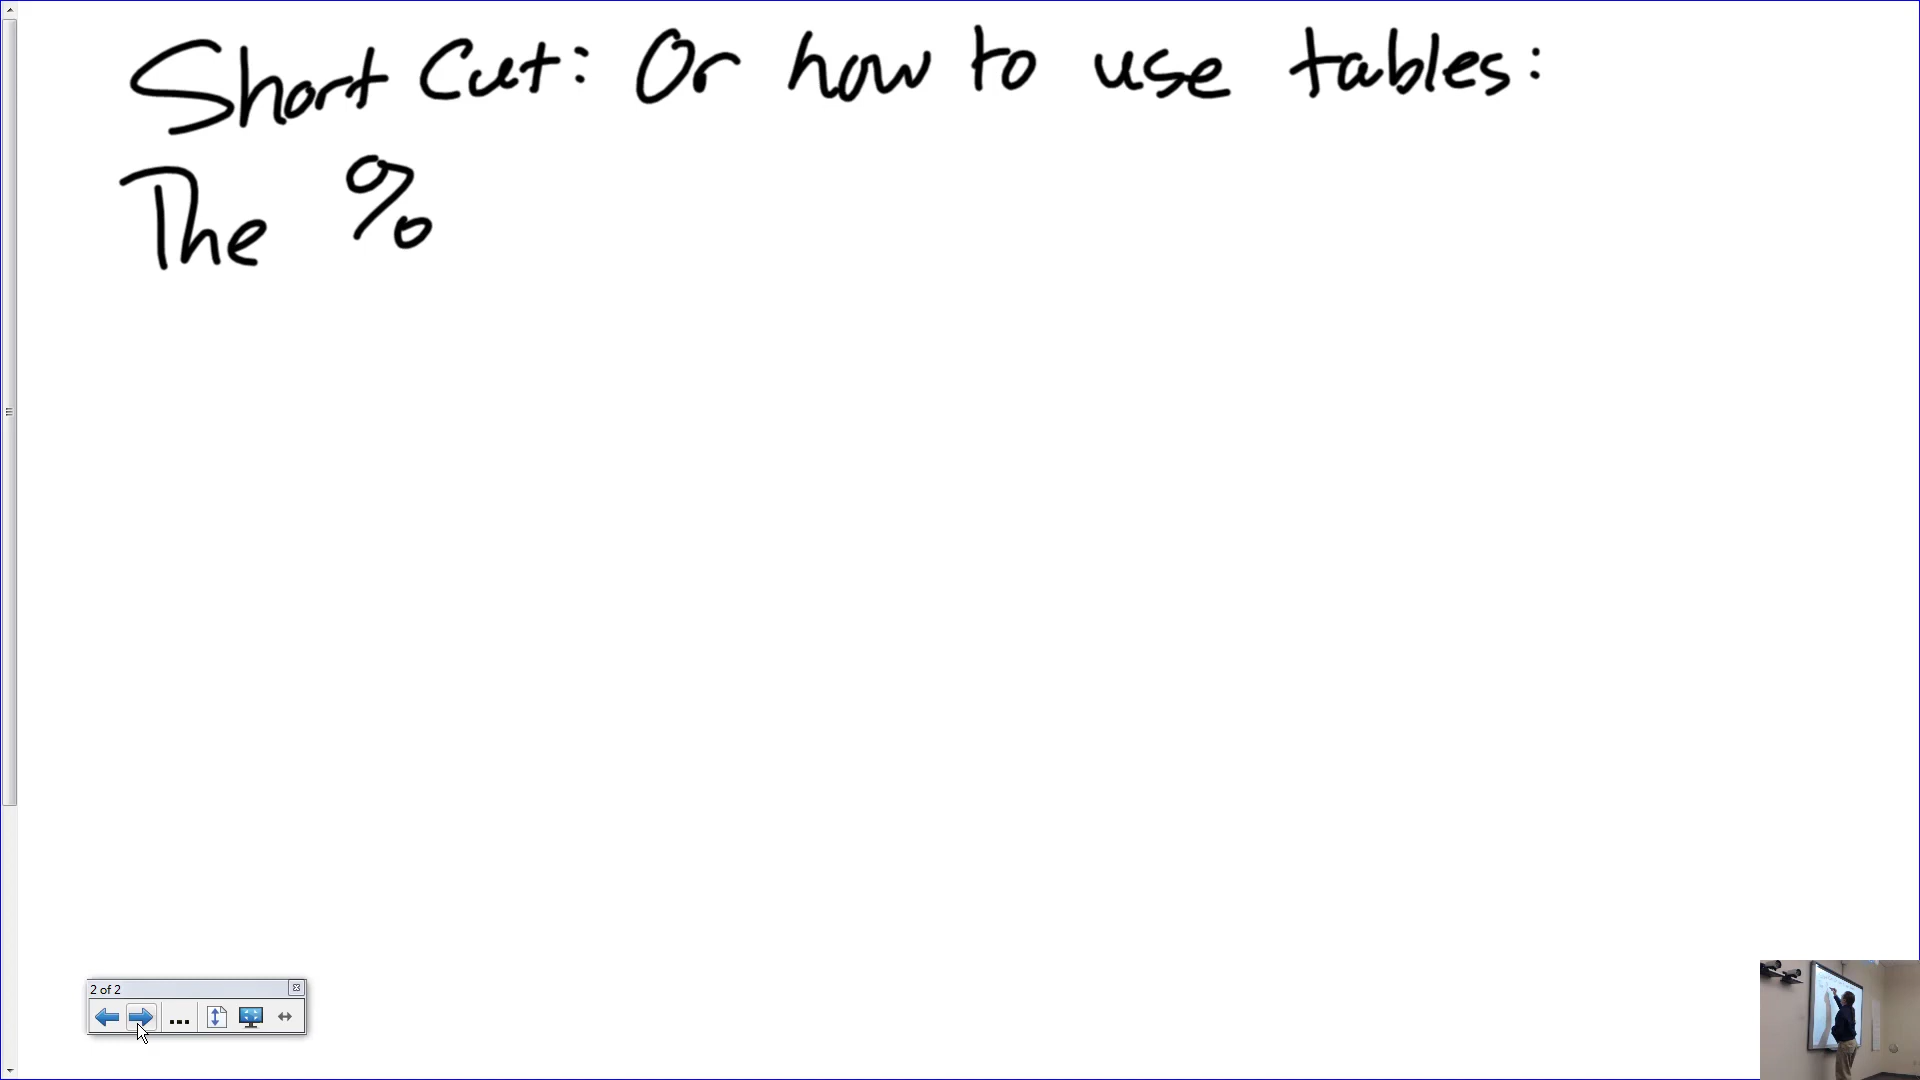 Short Cut: Or how to use tables:
The %
2 of 2